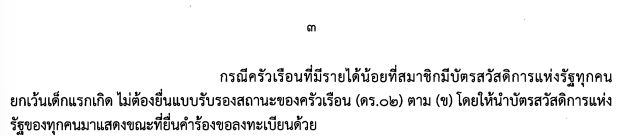 ๓
กรณีครัวเรือนที่มีรายได้น้อยที่สมาชิกมีบัตรสวัสดิการแห่งรัฐทุกคน
ยกเว้นเด็กแรกเกิด ไม่ต้องยื่นแบบรับรองสถานะของครัวเรือน (ดร.๐๒) ตาม (ข) โดยให้นำบัตรสวัสดิการแห่ง
รัฐของทุกคนมาแสดงขณะที่ยื่นคำร้องขอลงทะเบียนด้วย